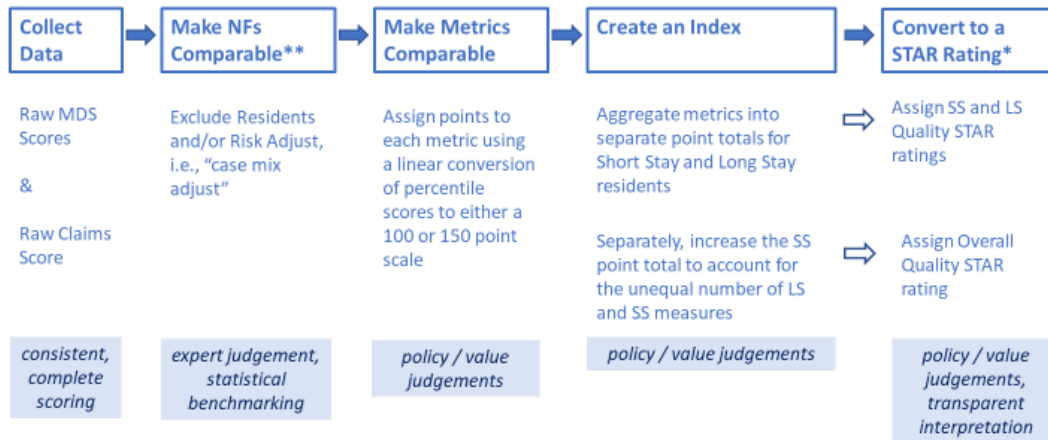 Collect
Data
Make NFs
Comparable**
Make Metrics
Comparable
Create an Index
Convert to a
STAR Rating*
Raw MDS
Scores
&
Raw Claims
Score
Exclude Residents
and/or Risk Adjust,
i.e., “case mix
adjust”
Assign points to
each metric using
a linear conversion
of percentile
scores to either a
100 or 150 point
scale
Aggregate metrics into
separate point totals for
Short Stay and Long Stay
residents
Separately, increase the SS
point total to account for
the unequal number of LS
and SS measures
Assign SS and LS
Quality STAR
ratings
Assign Overall
Quality STAR
rating
consistent,
complete
scoring
expert judgement,
statistical
benchmarking
policy / value
judgements
policy / value judgements
policy / value
judgements,
transparent
interpretation